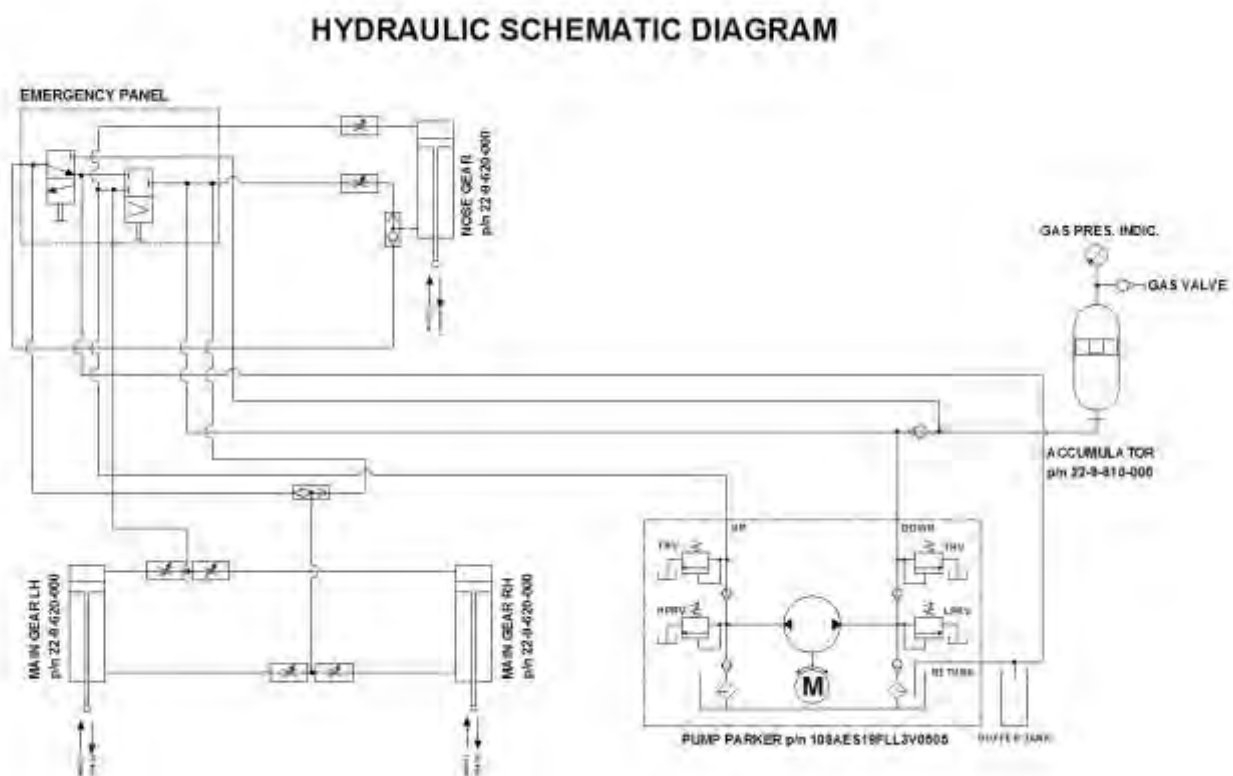 HYDRAULIC SCHEMATIC DIAGRAM
EMERGENCY PANEL
NOSE GEAR
p/n 22-9-620-000
GAS PRES. INDIC.
GAS VALVE
ACCUMULATOR
p/n 22-9-810-000
UP
DOWN
TRV
TRV
HPRV
LPRV
M
RETURN
MAIN GEAR LH
p/n 22-9-620-000
MAIN GEAR RH
p/n 22-9-620-000
PUMP PARKER p/n 108AES19FLL3V0505
BUFFER TANK